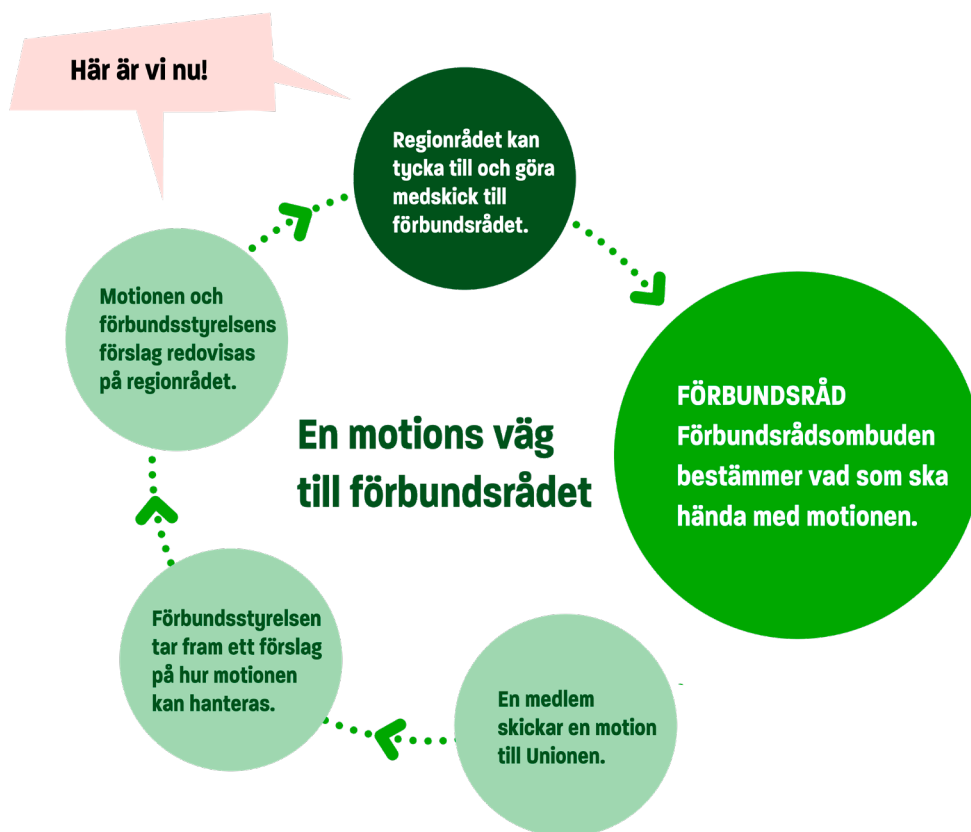 Här är vi nu!
Regionrådet kan
tycka till och göra
medskick till
förbundsrådet.
Motionen och
förbundsstyrelsens
förslag redovisas
på regionrådet.
FÖRBUNDSRÅD
Förbundsrådsombuden
bestämmer vad som ska
hända med motionen.
En motions väg
till förbundsrådet
Förbundsstyrelsen
tar fram ett förslag
på hur motionen
kan hanteras.
En medlem
skickar en motion
till Unionen.